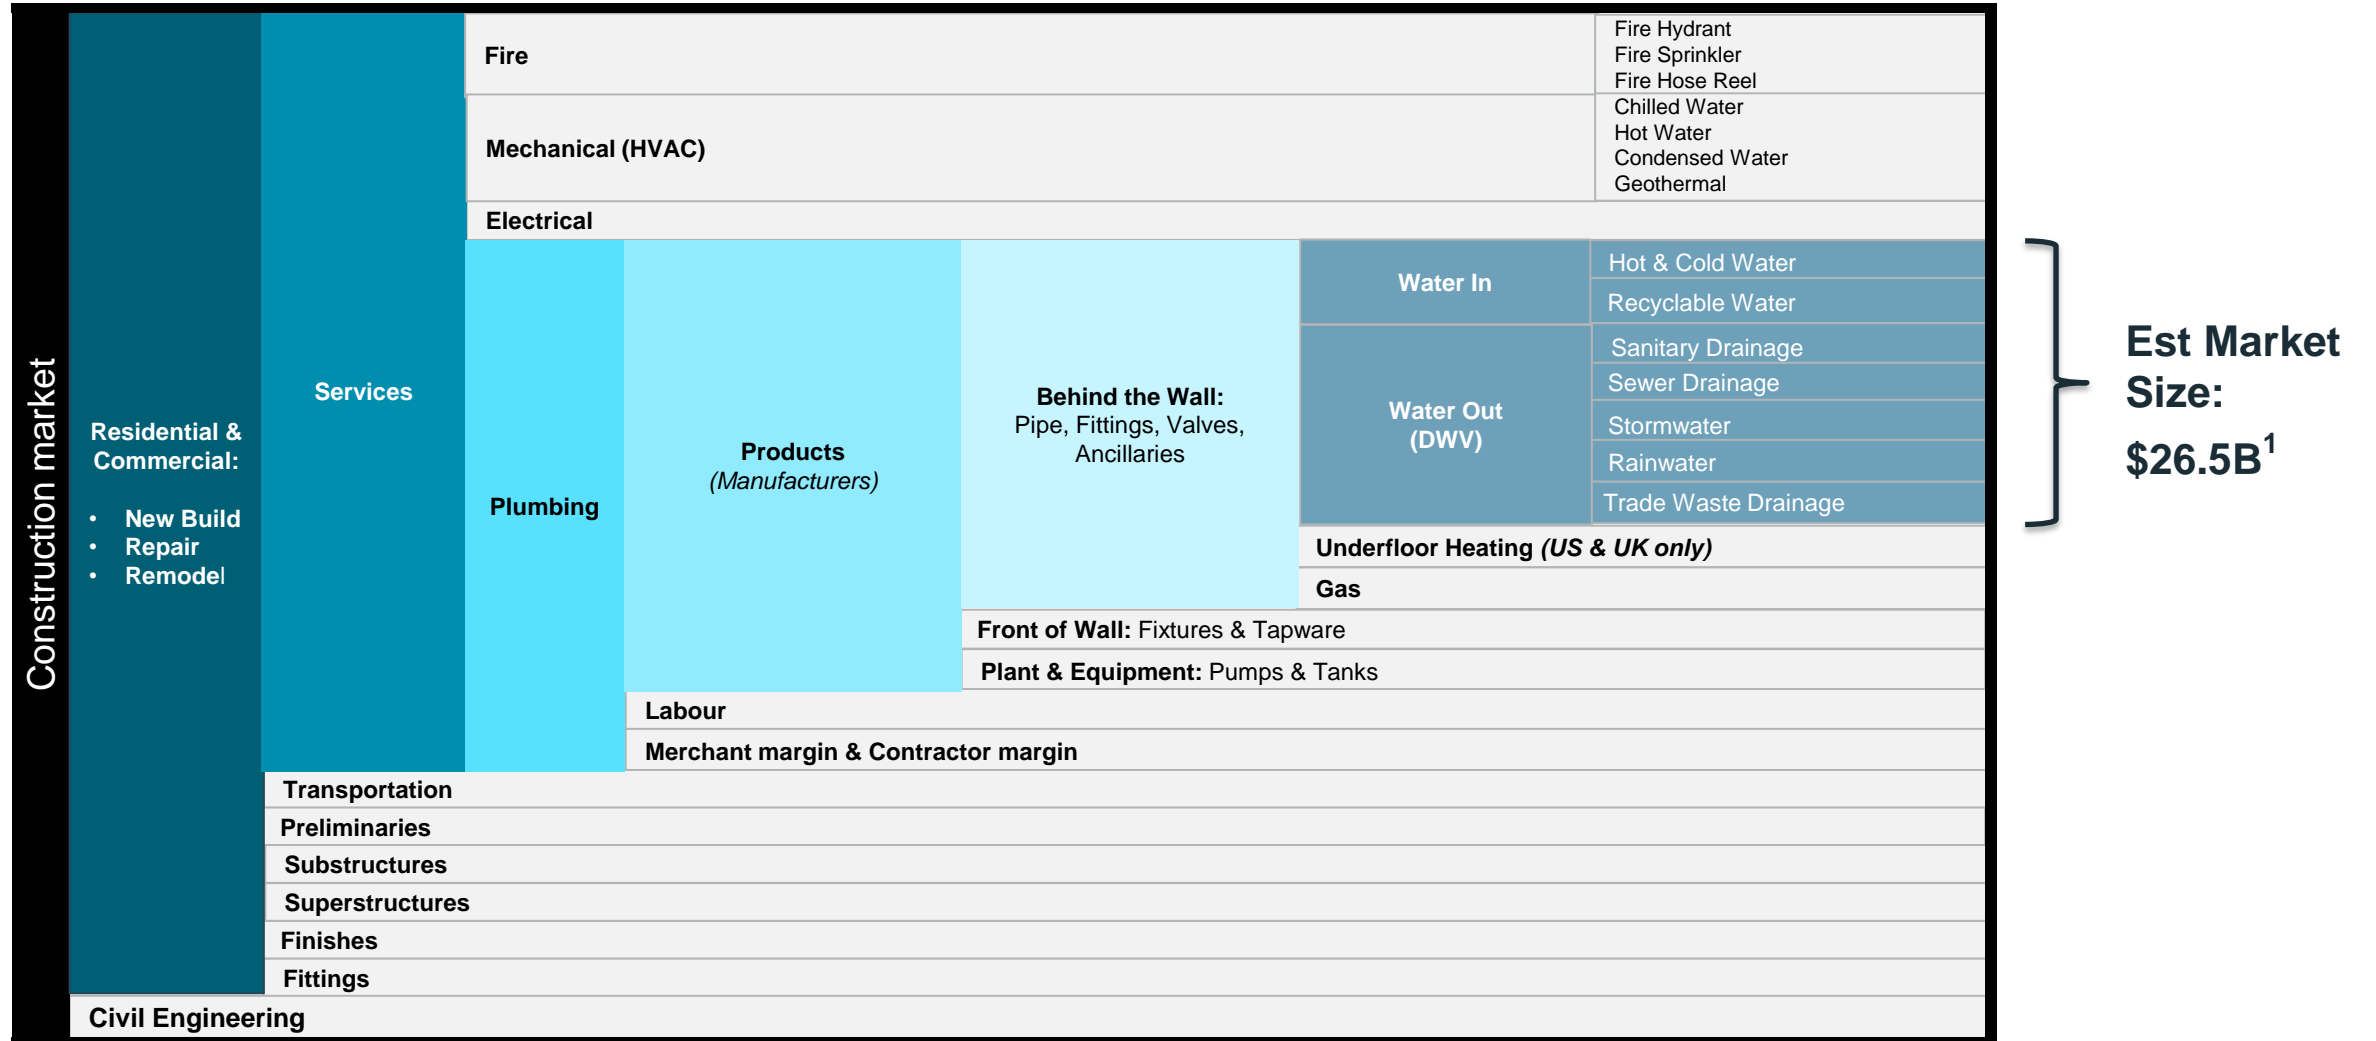 Construction market
Residential &
Commercial:
• New Build
• Repair
• Remodel
Services
Fire
Fire Hydrant
Fire Sprinkler
Fire Hose Reel
Mechanical (HVAC)
Chilled Water
Hot Water
Condensed Water
Geothermal
Electrical
Plumbing
Products
(Manufacturers)
Behind the Wall:
Pipe, Fittings, Valves,
Ancillaries
Water In
Hot & Cold Water
Recyclable Water
Water Out
(DWV)
Sanitary Drainage
Sewer Drainage
Stormwater
Rainwater
Trade Waste Drainage
Underfloor Heating (US & UK only)
Gas
Front of Wall: Fixtures & Tapware
Plant & Equipment: Pumps & Tanks
Labour
Merchant margin & Contractor margin
Transportation
Preliminaries
Substructures
Superstructures
Finishes
Fittings
Civil Engineering
Est Market
Size:
$26.5B¹